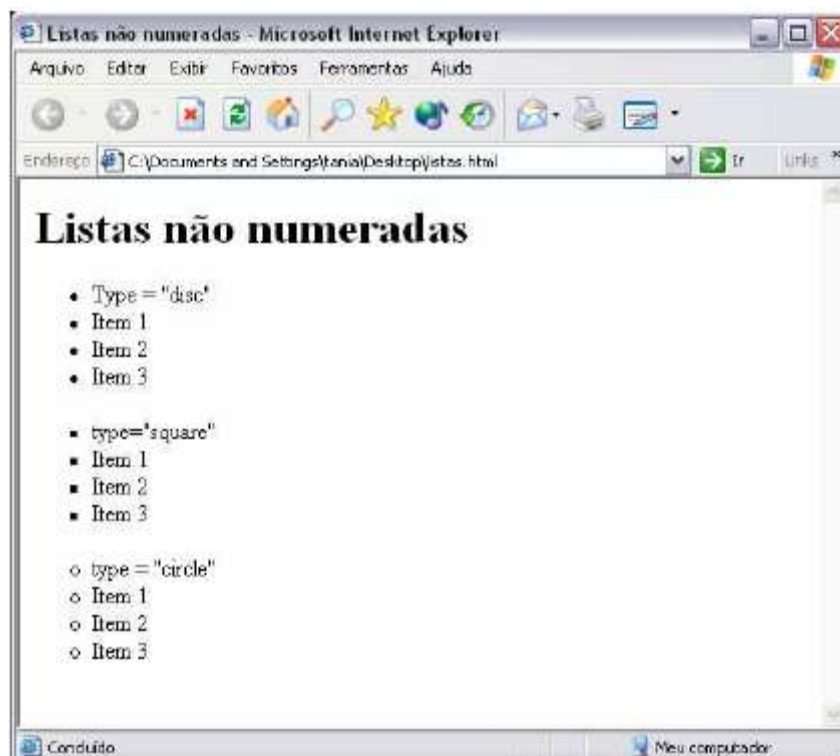 Listas não numeradas - Microsoft Internet Explorer
Arquivo Editar Exibir Favoritos Ferramentas Ajuda
Endereço C:\Documents and Settings\tania\Desktop\listas.html Ir Links »
Listas não numeradas
• Type = "disc"
• Item 1
• Item 2
• Item 3
▪ type="square"
▪ Item 1
▪ Item 2
▪ Item 3
o type = "circle"
o Item 1
o Item 2
o Item 3
Concluído Meu computador